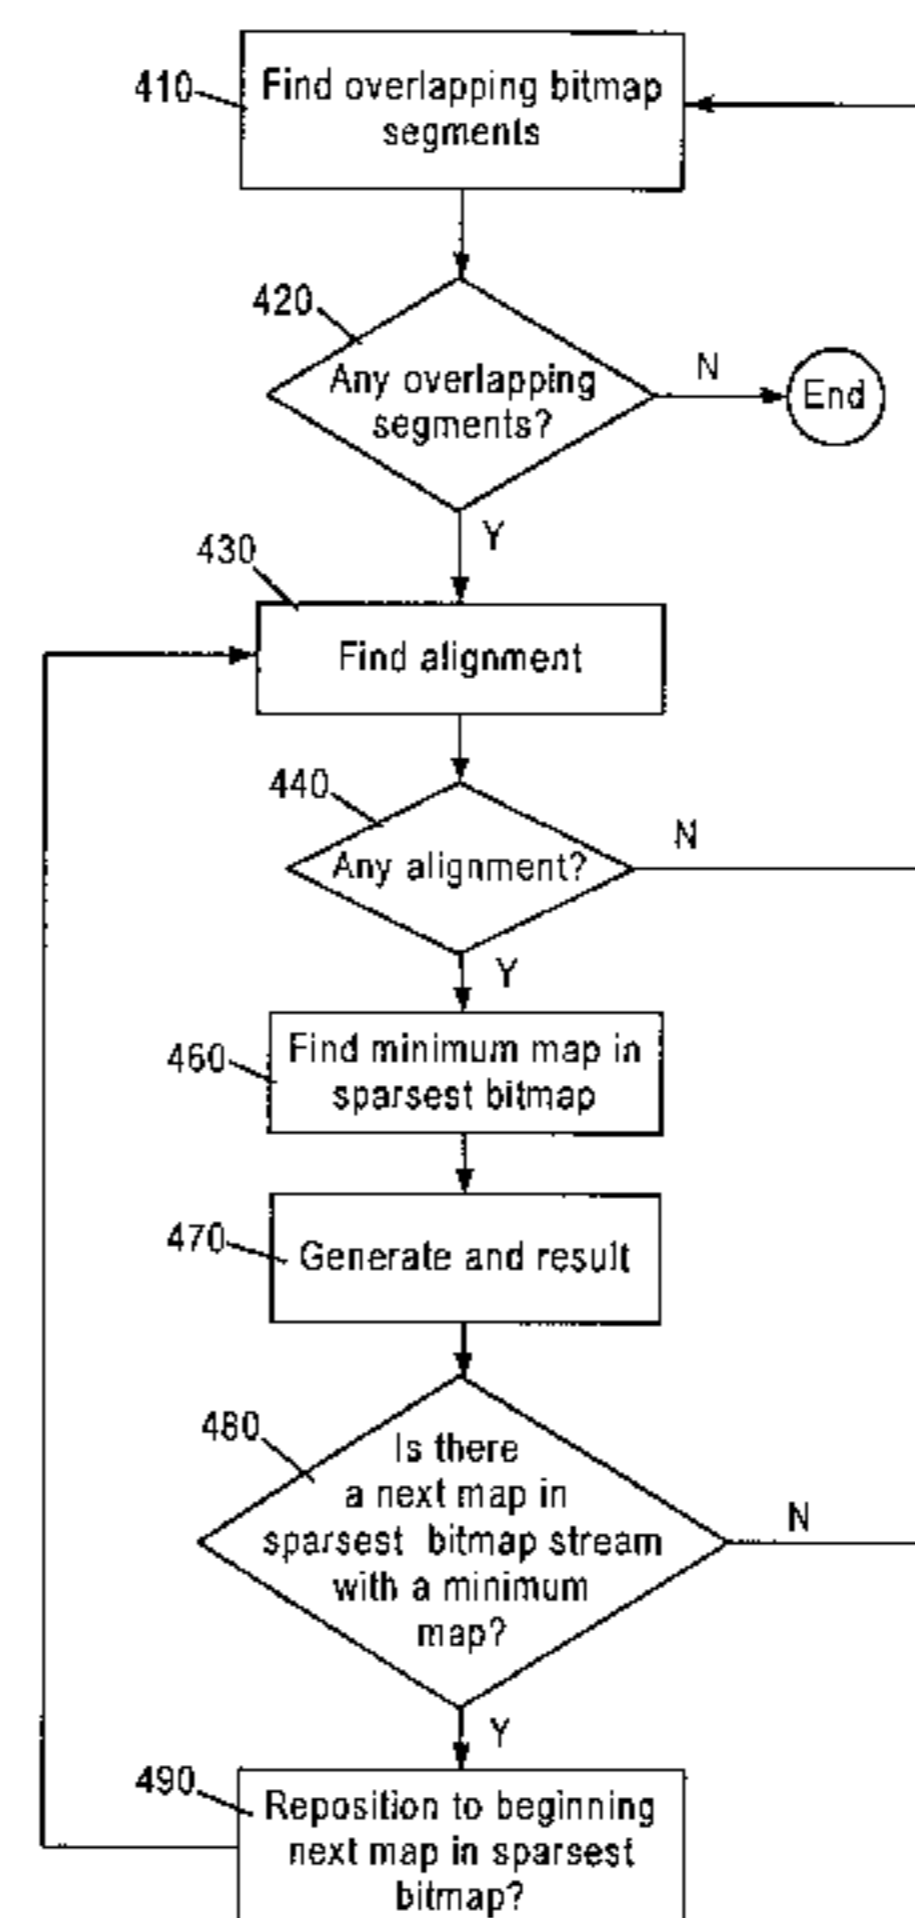 410
Find overlapping bitmap
segments
420
Any overlapping
segments?
N
End
Y
430
Find alignment
440
Any alignment?
N
Y
460
Find minimum map in
sparsest bitmap
470
Generate and result
480
Is there
a next map in
sparsest bitmap stream
with a minimum
map?
N
Y
490
Reposition to beginning
next map in sparsest
bitmap?